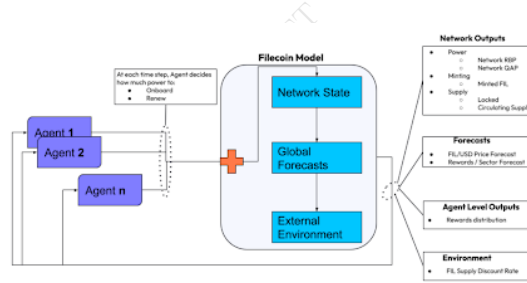 Network Outputs
● Power
○ Network RBP
○ Network QAP
● Minting
○ Minted FIL
● Supply
○ Locked
○ Circulating Suppl
Filecoin Model
At each time step, Agent decides
how much power to:
● Onboard
● Renew
Network State
Agent 1
Agent 2
Agent n
Global
Forecasts
External
Environment
Forecasts
● FIL/USD Price Forecast
● Rewards / Sector Forecast
Agent Level Outputs
● Rewards distribution
Environment
● FIL Supply Discount Rate